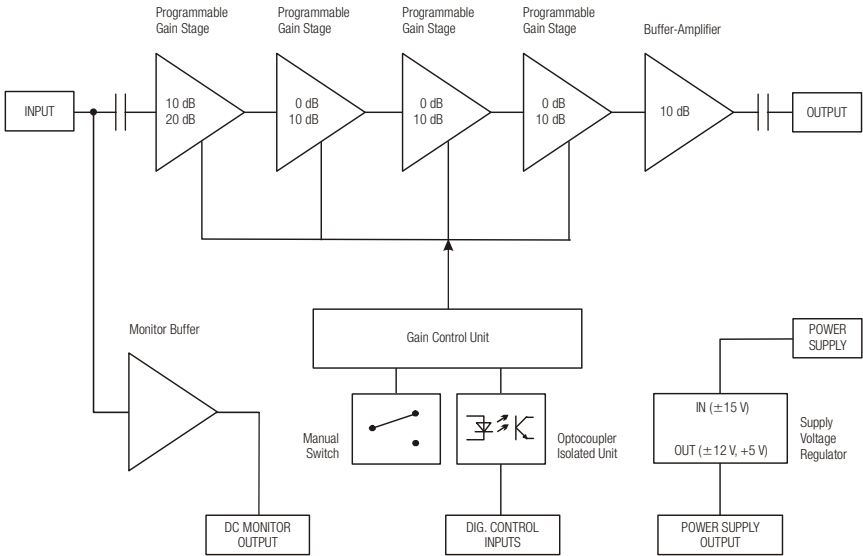 Programmable
Gain Stage
Programmable
Gain Stage
Programmable
Gain Stage
Programmable
Gain Stage
Buffer-Amplifier
INPUT
10 dB
20 dB
0 dB
10 dB
0 dB
10 dB
0 dB
10 dB
10 dB
OUTPUT
Monitor Buffer
Gain Control Unit
POWER
SUPPLY
Manual
Switch
Optocoupler
Isolated Unit
IN (±15 V)
OUT (±12 V, +5 V)
Supply
Voltage
Regulator
DC MONITOR
OUTPUT
DIG. CONTROL
INPUTS
POWER SUPPLY
OUTPUT